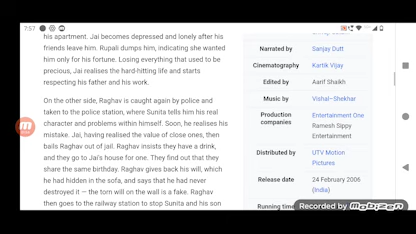 7:57
his apartment. Jai becomes depressed and lonely after his
friends leave him. Rupali dumps him, indicating she wanted
him only for his fortune. Losing everything that used to be
precious, Jai realises the hard-hitting life and starts
respecting his father and his work.
On the other side, Raghav is caught again by police and
taken to the police station, where Sunita tells him his real
character and problems within himself. Soon, he realises his
mistake. Jai, having realised the value of close ones, then
bails Raghav out of jail. Raghav insists they have a drink,
and they go to Jai's house for one. They find out that they
share the same birthday. Raghav gives back his will, which
he had hidden in the sofa, and says that he had never
destroyed it — the torn will on the wall is a fake. Raghav
then goes to the railway station to stop Sunita and his son
Narrated by Sanjay Dutt
Cinematography Kartik Vijay
Edited by Aarif Shaikh
Music by Vishal–Shekhar
Production Entertainment One
companies Ramesh Sippy
Entertainment
Distributed by UTV Motion
Pictures
Release date 24 February 2006
(India)
Running time
Recorded by Mobizen